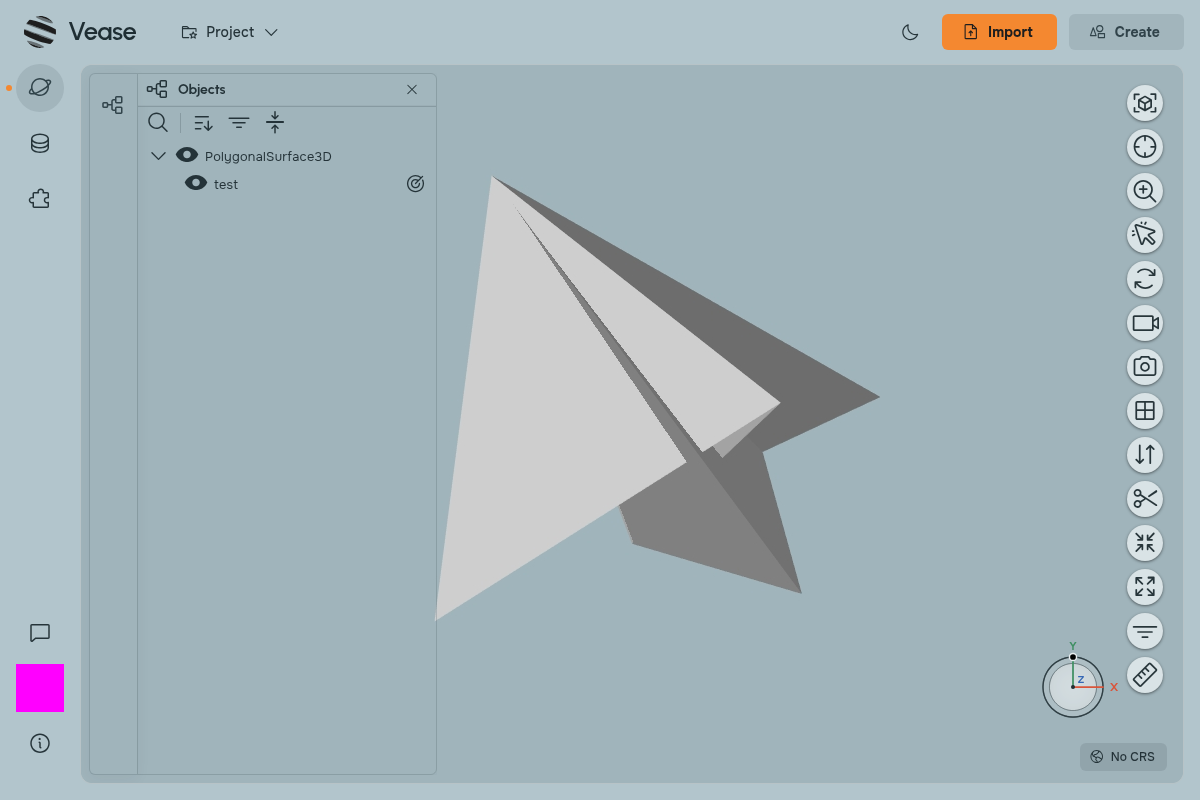 Vease
Project
Import
Create
Objects
PolygonalSurface3D
test
Y
Z
X
No CRS